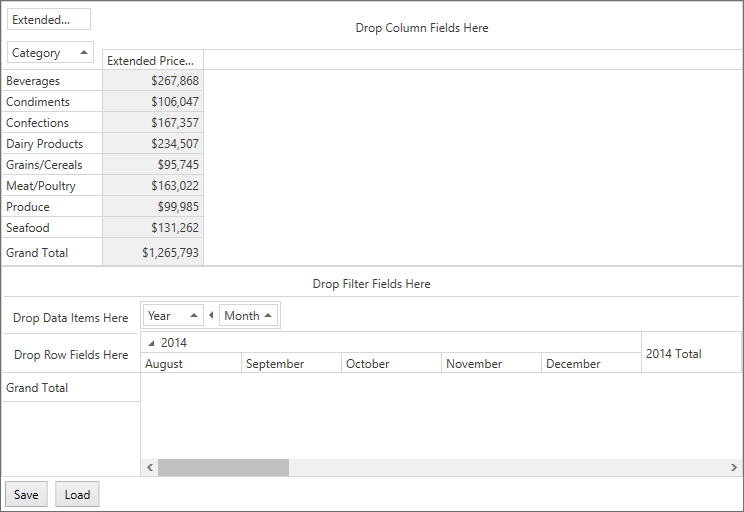 Extended...
Drop Column Fields Here
Category
Extended Price...
Beverages $267,868
Condiments $106,047
Confections $167,357
Dairy Products $234,507
Grains/Cereals $95,745
Meat/Poultry $163,022
Produce $99,985
Seafood $131,262
Grand Total $1,265,793
Drop Filter Fields Here
Drop Data Items Here Year Month
Drop Row Fields Here
2014
2014 Total
August September October November December
Grand Total
Save Load